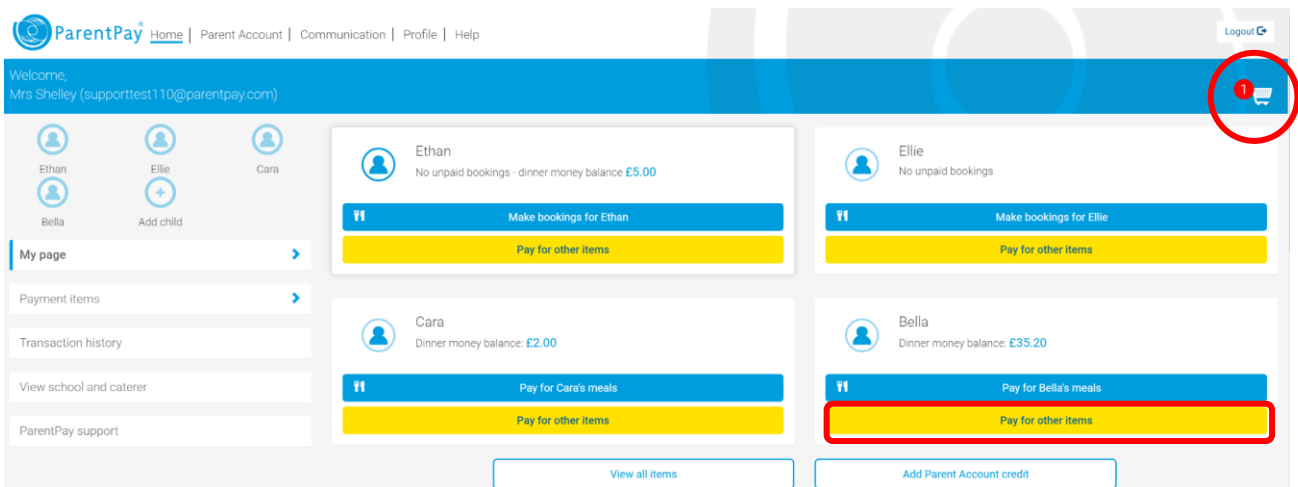 ParentPay Home | Parent Account | Communication | Profile | Help
Logout
Welcome,
Mrs Shelley (supporttest110@parentpay.com)
1
Ethan Ellie Cara
Bella Add child
My page
Payment items
Transaction history
View school and caterer
ParentPay support
Ethan
No unpaid bookings - dinner money balance £5.00
Make bookings for Ethan
Pay for other items
Ellie
No unpaid bookings
Make bookings for Ellie
Pay for other items
Cara
Dinner money balance: £2.00
Pay for Cara's meals
Pay for other items
Bella
Dinner money balance: £35.20
Pay for Bella's meals
Pay for other items
View all items
Add Parent Account credit